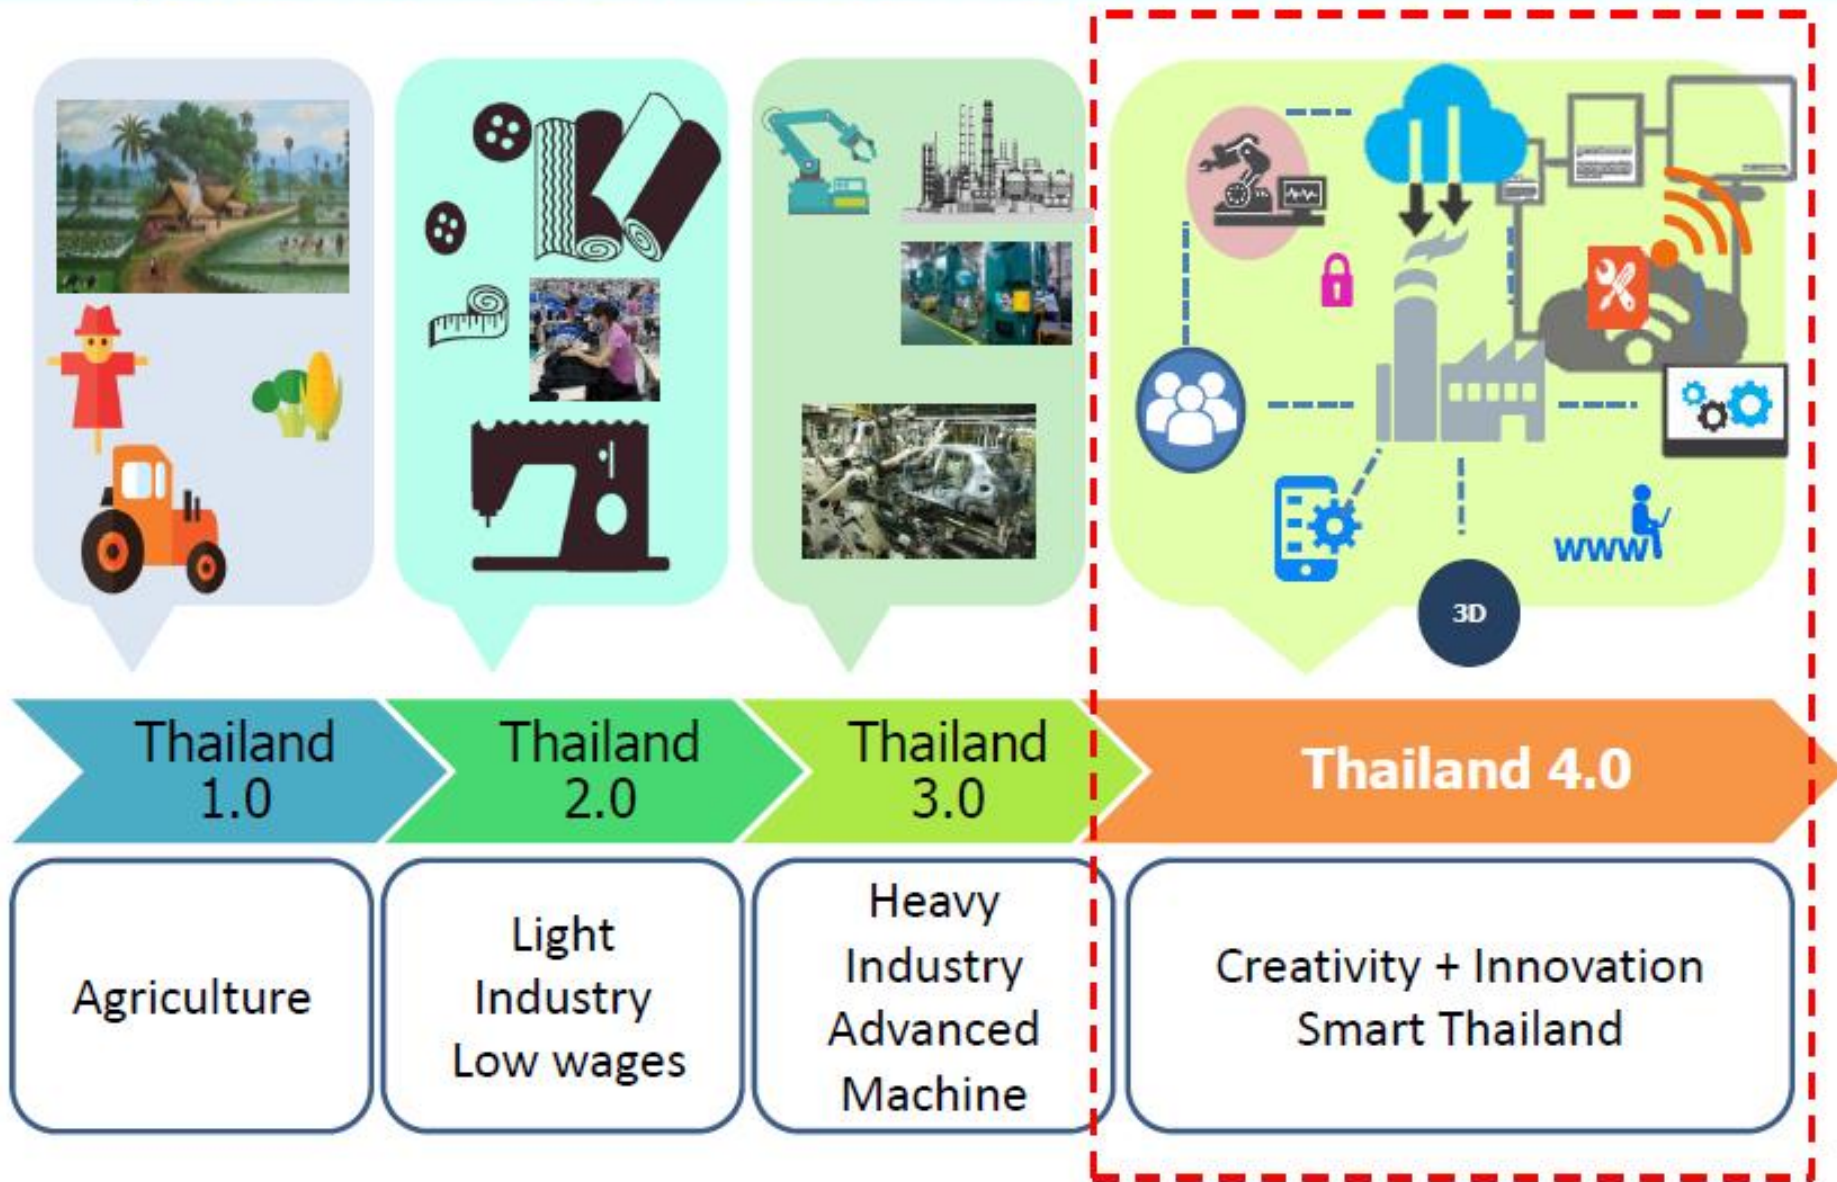 3D
www
Thailand
1.0
Thailand
2.0
Thailand
3.0
Thailand 4.0
Agriculture
Light
Industry
Low wages
Heavy
Industry
Advanced
Machine
Creativity + Innovation
Smart Thailand